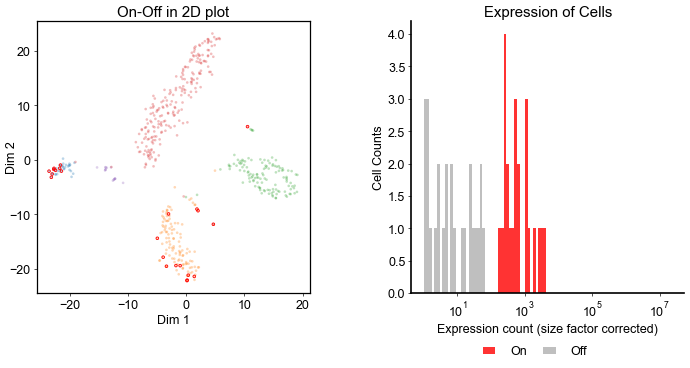 On-Off in 2D plot
Dim 2
20
10
0
−10
−20
−20 −10 0 10 20
Dim 1
Expression of Cells
Cell Counts
4.0
3.5
3.0
2.5
2.0
1.5
1.0
0.5
0.0
10^1 10^3 10^5 10^7
Expression count (size factor corrected)
On Off